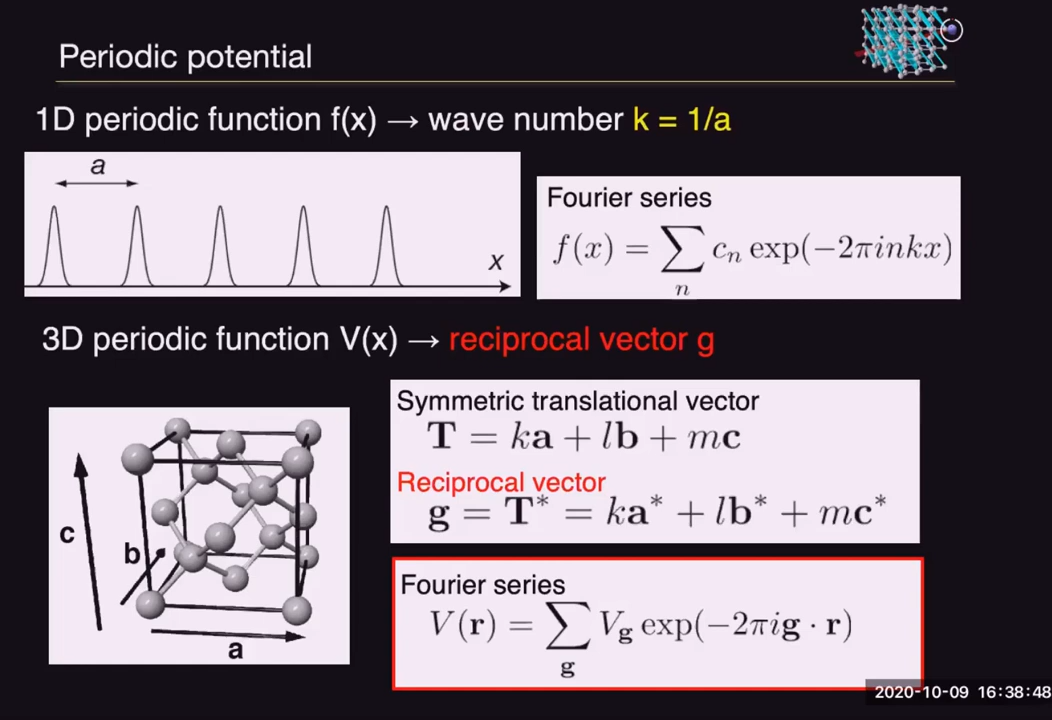 Periodic potential
1D periodic function f(x) → wave number k = 1/a
a
x
Fourier series
f(x) = ∑ cₙ exp(−2πinkx)
n
3D periodic function V(x) → reciprocal vector g
Symmetric translational vector
T = ka + lb + mc
Reciprocal vector
g = T* = ka* + lb* + mc*
c
b
a
Fourier series
V(r) = ∑ V_g exp(−2πig · r)
g
2020-10-09 16:38:48